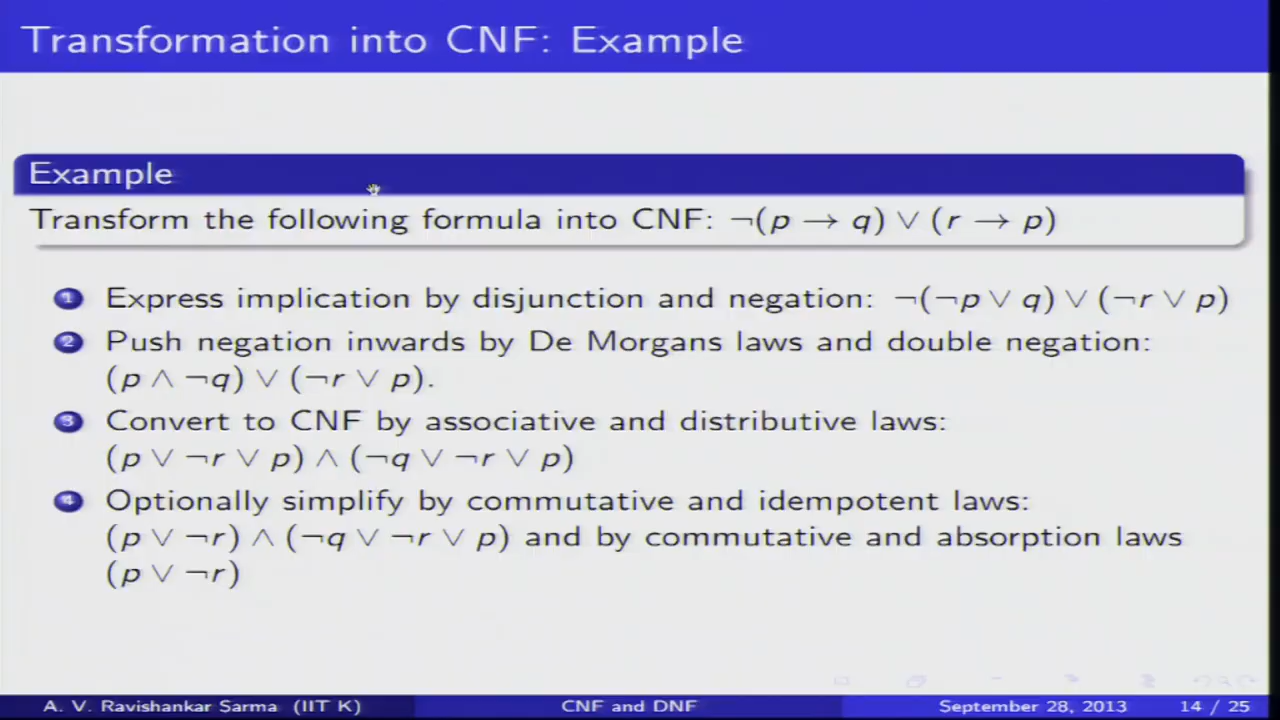 Transformation into CNF: Example
Example
Transform the following formula into CNF: ¬(p → q) ∨ (r → p)
1 Express implication by disjunction and negation: ¬(¬p ∨ q) ∨ (¬r ∨ p)
2 Push negation inwards by De Morgans laws and double negation:
(p ∧ ¬q) ∨ (¬r ∨ p).
3 Convert to CNF by associative and distributive laws:
(p ∨ ¬r ∨ p) ∧ (¬q ∨ ¬r ∨ p)
4 Optionally simplify by commutative and idempotent laws:
(p ∨ ¬r) ∧ (¬q ∨ ¬r ∨ p) and by commutative and absorption laws
(p ∨ ¬r)
A. V. Ravishankar Sarma (IIT K) CNF and DNF September 28, 2013 14 / 25